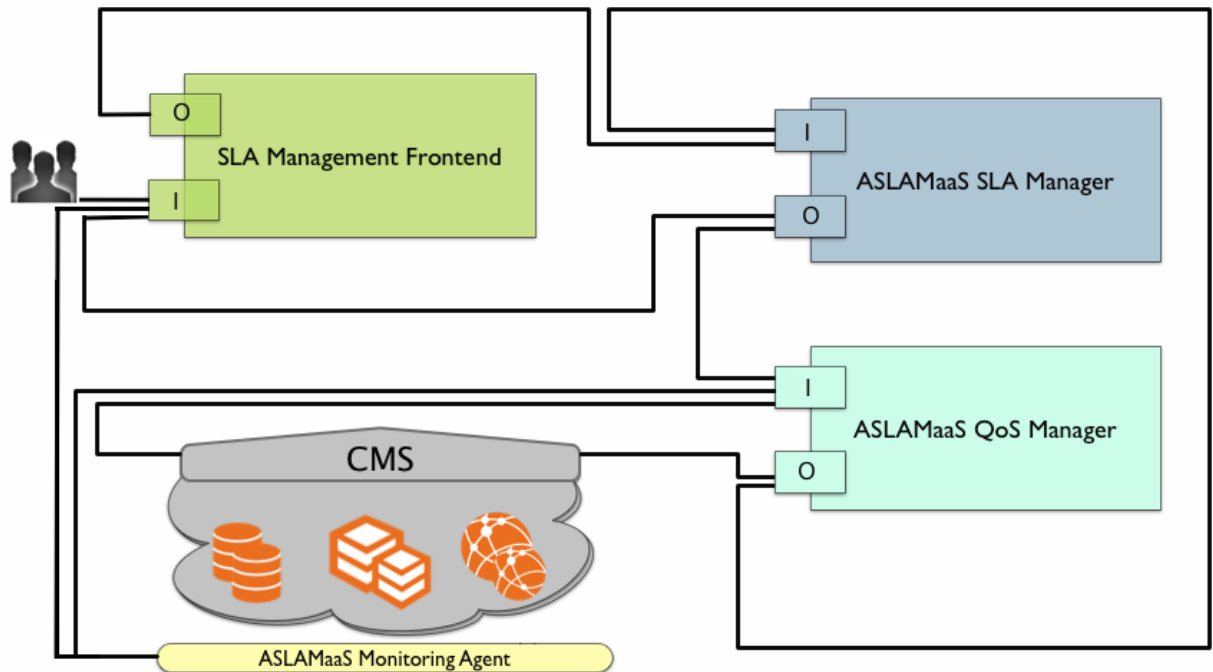 O
SLA Management Frontend
I
I
ASLAMaaS SLA Manager
O
I
ASLAMaaS QoS Manager
O
CMS
ASLAMaaS Monitoring Agent